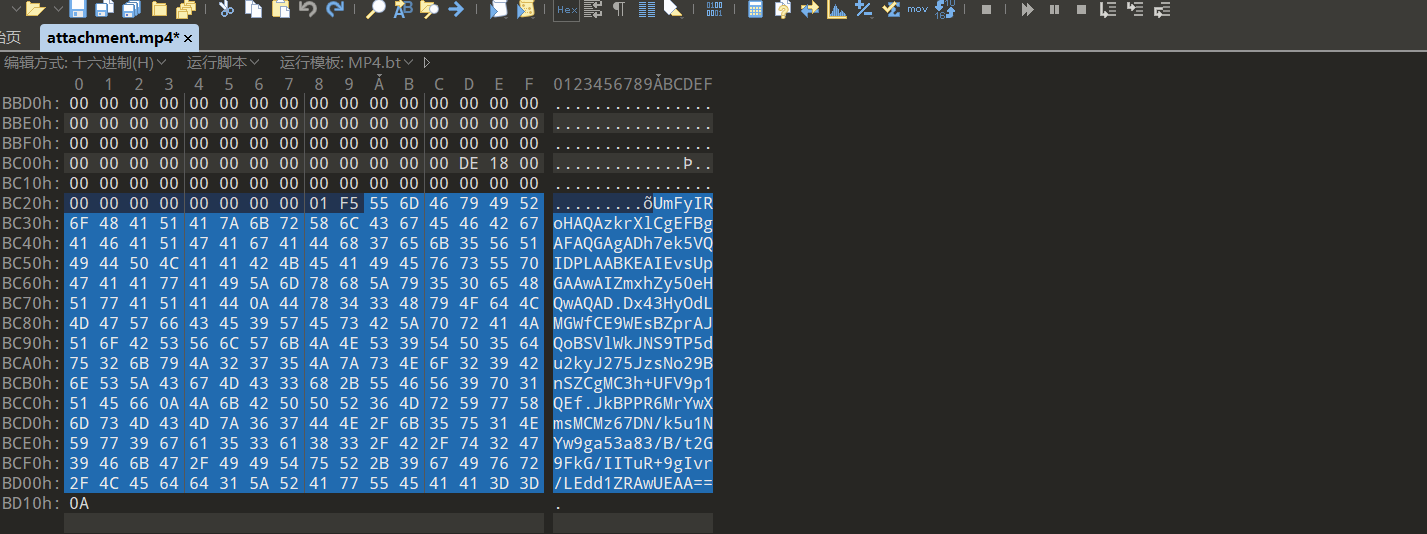 Hex ¶ 0101 0101 mov 10 16
台页 attachment.mp4* ×
编辑方式: 十六进制(H) 运行脚本 运行模板: MP4.bt
0 1 2 3 4 5 6 7 8 9 A B C D E F 0123456789ABCDEF
BBD0h: 00 00 00 00 00 00 00 00 00 00 00 00 00 00 00 00 ................
BBE0h: 00 00 00 00 00 00 00 00 00 00 00 00 00 00 00 00 ................
BBF0h: 00 00 00 00 00 00 00 00 00 00 00 00 00 00 00 00 ................
BC00h: 00 00 00 00 00 00 00 00 00 00 00 00 00 DE 18 00 .............Þ..
BC10h: 00 00 00 00 00 00 00 00 00 00 00 00 00 00 00 00 ................
BC20h: 00 00 00 00 00 00 00 00 01 F5 55 6D 46 79 49 52 .........õUmFyIR
BC30h: 6F 48 41 51 41 7A 6B 72 58 6C 43 67 45 46 42 67 oHAQAzkrXlCgEFBg
BC40h: 41 46 41 51 47 41 67 41 44 68 37 65 6B 35 56 51 AFAQGAgADh7ek5VQ
BC50h: 49 44 50 4C 41 41 42 4B 45 41 49 45 76 73 55 70 IDPLAABKEAIEvsUp
BC60h: 47 41 41 77 41 49 5A 6D 78 68 5A 79 35 30 65 48 GAAwAIZmxhZy50eH
BC70h: 51 77 41 51 41 44 0A 44 78 34 33 48 79 4F 64 4C QwAQAD.Dx43HyOdL
BC80h: 4D 47 57 66 43 45 39 57 45 73 42 5A 70 72 41 4A MGWfCE9WEsBZprAJ
BC90h: 51 6F 42 53 56 6C 57 6B 4A 4E 53 39 54 50 35 64 QoBSVlWkJNS9TP5d
BCA0h: 75 32 6B 79 4A 32 37 35 4A 7A 73 4E 6F 32 39 42 u2kyJ275JzsNo29B
BCB0h: 6E 53 5A 43 67 4D 43 33 68 2B 55 46 56 39 70 31 nSZCgMC3h+UFV9p1
BCC0h: 51 45 66 0A 4A 6B 42 50 50 52 36 4D 72 59 77 58 QEf.JkBPPR6MrYwX
BCD0h: 6D 73 4D 43 4D 7A 36 37 44 4E 2F 6B 35 75 31 4E msMCMz67DN/k5u1N
BCE0h: 59 77 39 67 61 35 33 61 38 33 2F 42 2F 74 32 47 Yw9ga53a83/B/t2G
BCF0h: 39 46 6B 47 2F 49 49 54 75 52 2B 39 67 49 76 72 9FkG/IITuR+9gIvr
BD00h: 2F 4C 45 64 64 31 5A 52 41 77 55 45 41 41 3D 3D /LEdd1ZRAwUEAA==
BD10h: 0A .